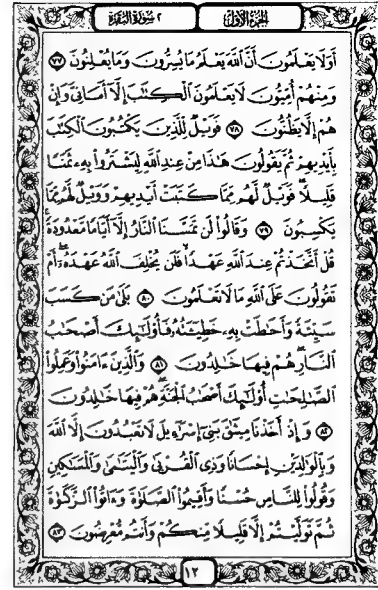 الجزء الأول ٢ سورة البقرة
أَوَلَا يَعْلَمُونَ أَنَّ ٱللَّهَ يَعْلَمُ مَا يُسِرُّونَ وَمَا يُعْلِنُونَ ٧٧
وَمِنْهُمْ أُمِّيُّونَ لَا يَعْلَمُونَ ٱلْكِتَٰبَ إِلَّآ أَمَانِىَّ وَإِنْ
هُمْ إِلَّا يَظُنُّونَ ٧٨ فَوَيْلٌ لِّلَّذِينَ يَكْتُبُونَ ٱلْكِتَٰبَ
بِأَيْدِيهِمْ ثُمَّ يَقُولُونَ هَٰذَا مِنْ عِندِ ٱللَّهِ لِيَشْتَرُوا۟ بِهِۦ ثَمَنًا
قَلِيلًا ۖ فَوَيْلٌ لَّهُم مِّمَّا كَتَبَتْ أَيْدِيهِمْ وَوَيْلٌ لَّهُم مِّمَّا
يَكْسِبُونَ ٧٩ وَقَالُوا۟ لَن تَمَسَّنَا ٱلنَّارُ إِلَّآ أَيَّامًا مَّعْدُودَةً ۚ
قُلْ أَتَّخَذْتُمْ عِندَ ٱللَّهِ عَهْدًا فَلَن يُخْلِفَ ٱللَّهُ عَهْدَهُۥٓ ۖ أَمْ
تَقُولُونَ عَلَى ٱللَّهِ مَا لَا تَعْلَمُونَ ٨٠ بَلَىٰ مَن كَسَبَ
سَيِّئَةً وَأَحَٰطَتْ بِهِۦ خَطِيٓـَٔتُهُۥ فَأُو۟لَٰٓئِكَ أَصْحَٰبُ
ٱلنَّارِ ۖ هُمْ فِيهَا خَٰلِدُونَ ٨١ وَٱلَّذِينَ ءَامَنُوا۟ وَعَمِلُوا۟
ٱلصَّٰلِحَٰتِ أُو۟لَٰٓئِكَ أَصْحَٰبُ ٱلْجَنَّةِ ۖ هُمْ فِيهَا خَٰلِدُونَ
٨٢ وَإِذْ أَخَذْنَا مِيثَٰقَ بَنِىٓ إِسْرَٰٓءِيلَ لَا تَعْبُدُونَ إِلَّا ٱللَّهَ
وَبِٱلْوَٰلِدَيْنِ إِحْسَانًا وَذِى ٱلْقُرْبَىٰ وَٱلْيَتَٰمَىٰ وَٱلْمَسَٰكِينِ
وَقُولُوا۟ لِلنَّاسِ حُسْنًا وَأَقِيمُوا۟ ٱلصَّلَوٰةَ وَءَاتُوا۟ ٱلزَّكَوٰةَ
ثُمَّ تَوَلَّيْتُمْ إِلَّا قَلِيلًا مِّنكُمْ وَأَنتُم مُّعْرِضُونَ ٨٣
١٢